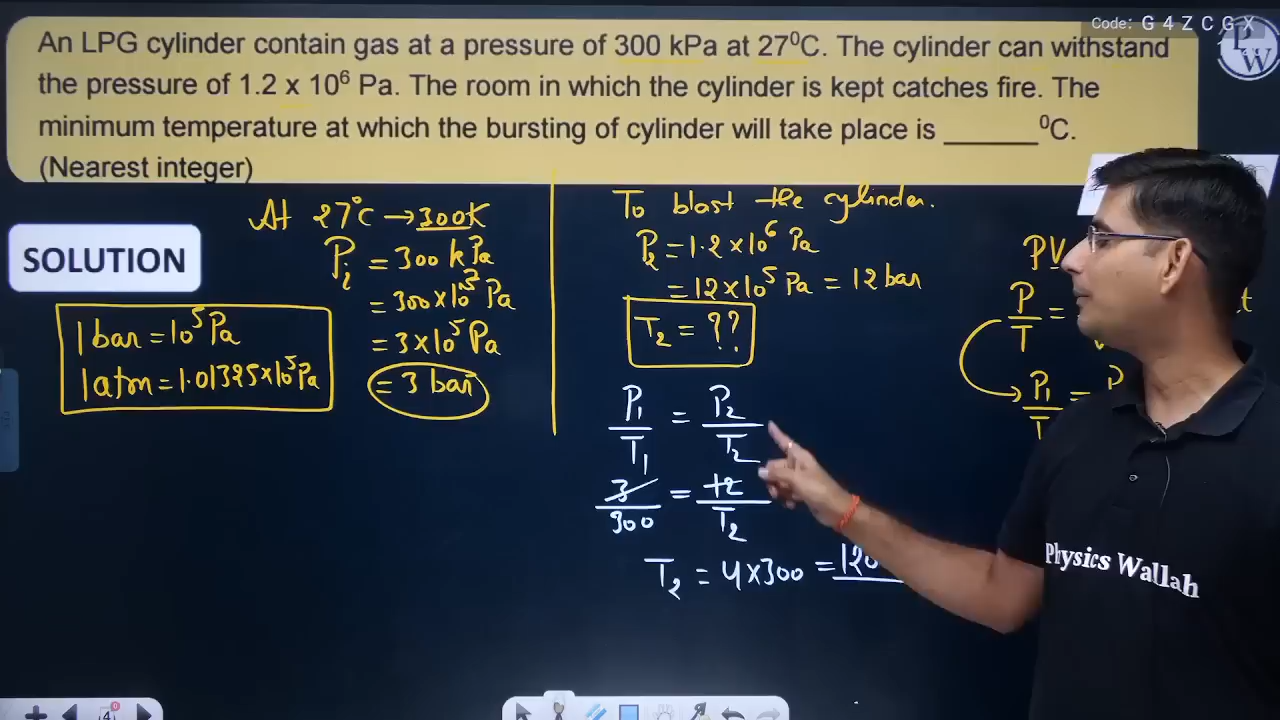 Code: G 4 Z C G X
An LPG cylinder contain gas at a pressure of 300 kPa at 27⁰C. The cylinder can withstand
the pressure of 1.2 x 10⁶ Pa. The room in which the cylinder is kept catches fire. The
minimum temperature at which the bursting of cylinder will take place is ______⁰C.
(Nearest integer)
PW
SOLUTION
At 27°C → 300K
Pi = 300 kPa
= 300×10³ Pa
= 3×10⁵ Pa
= 3 bar
1 bar = 10⁵ Pa
1 atm = 1.01325×10⁵ Pa
To blast the cylinder.
P₂ = 1.2×10⁶ Pa
= 12×10⁵ Pa = 12 bar
T₂ = ??
P₁/T₁ = P₂/T₂
3/300 = 12/T₂
T₂ = 4×300 = 120
PV
P/T =
P₁/T =
Physics Wallah
4